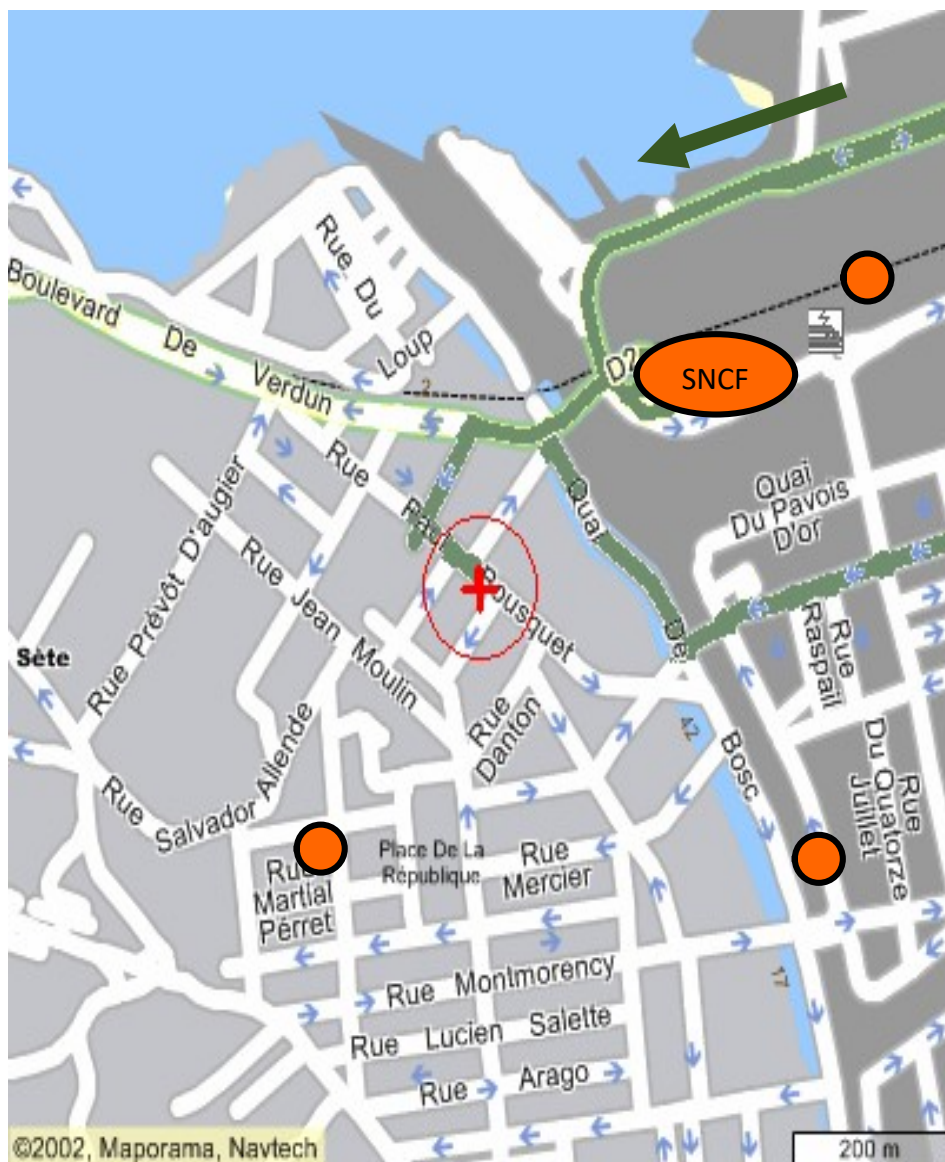 Rue Du
Loup
Boulevard De Verdun
2
SNCF
Quai
Du Pavois
D'or
Quai De Bosc
Rue Paul Bousquet
Rue Prévôt D'augier
Rue Jean Moulin
Sète
Rue
Raspail
Rue
Danton
Rue Salvador Allende
42
Rue
Du Quatorze
Juillet
Place De La
République
Rue
Mercier
Rue
Martial
Pérret
Rue Montmorency
17
Rue Lucien Salette
Rue Arago
©2002, Maporama, Navtech
200 m